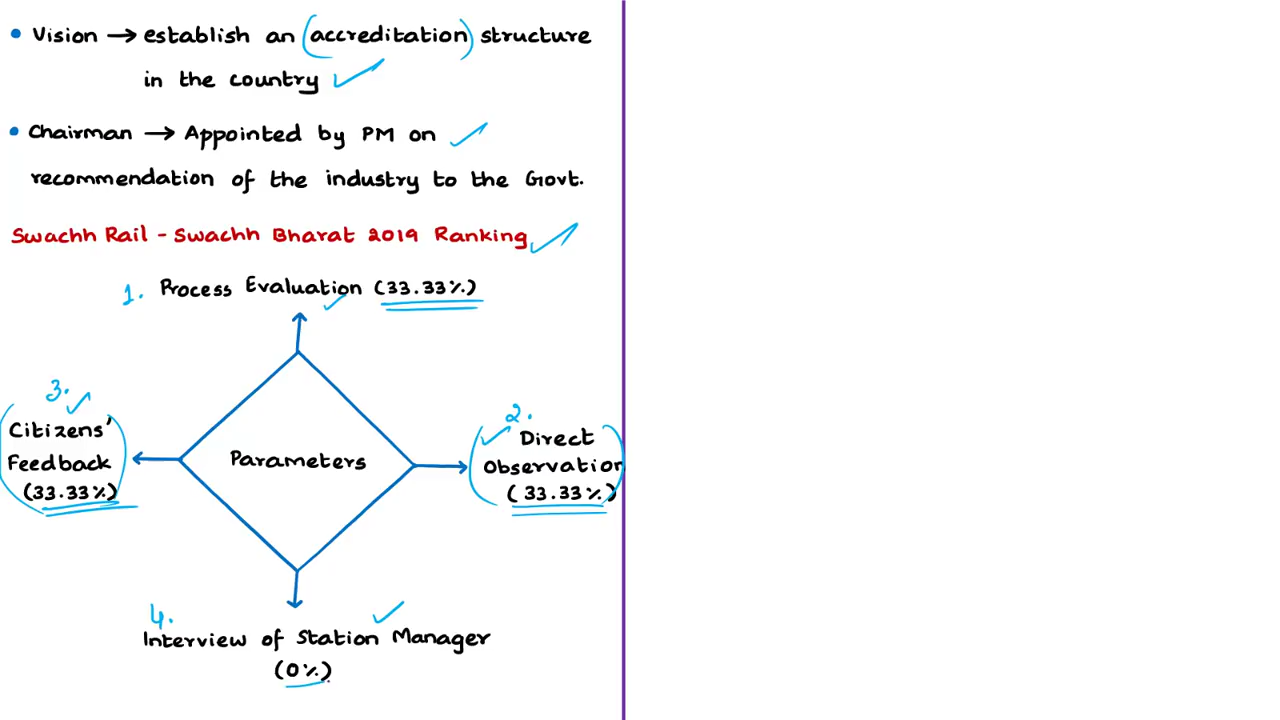 • Vision → establish an (accreditation) structure
in the country
• Chairman → Appointed by PM on
recommendation of the industry to the Govt.
Swachh Rail - Swachh Bharat 2019 Ranking
1. Process Evaluation (33.33%)
3.
Citizens'
Feedback
(33.33%)
Parameters
2.
Direct
Observation
(33.33%)
4.
Interview of Station Manager
(0%)